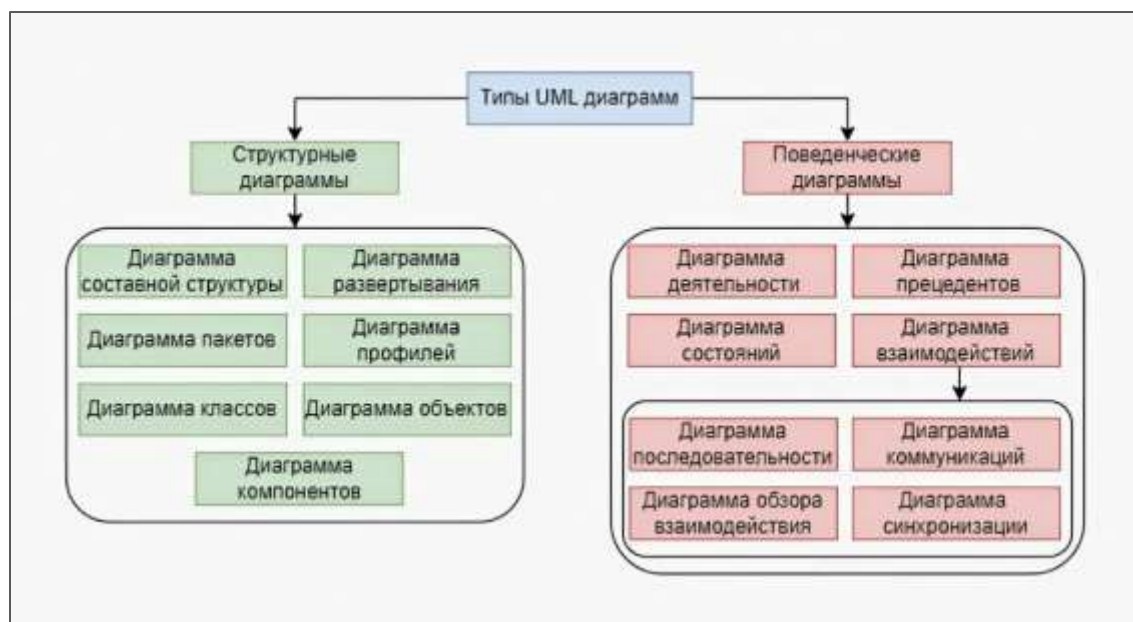 Типы UML диаграмм
Структурные
диаграммы
Диаграмма
составной структуры
Диаграмма
развертывания
Диаграмма пакетов
Диаграмма
профилей
Диаграмма классов
Диаграмма объектов
Диаграмма
компонентов
Поведенческие
диаграммы
Диаграмма
деятельности
Диаграмма
прецедентов
Диаграмма
состояний
Диаграмма
взаимодействий
Диаграмма
последовательности
Диаграмма
коммуникаций
Диаграмма обзора
взаимодействия
Диаграмма
синхронизации